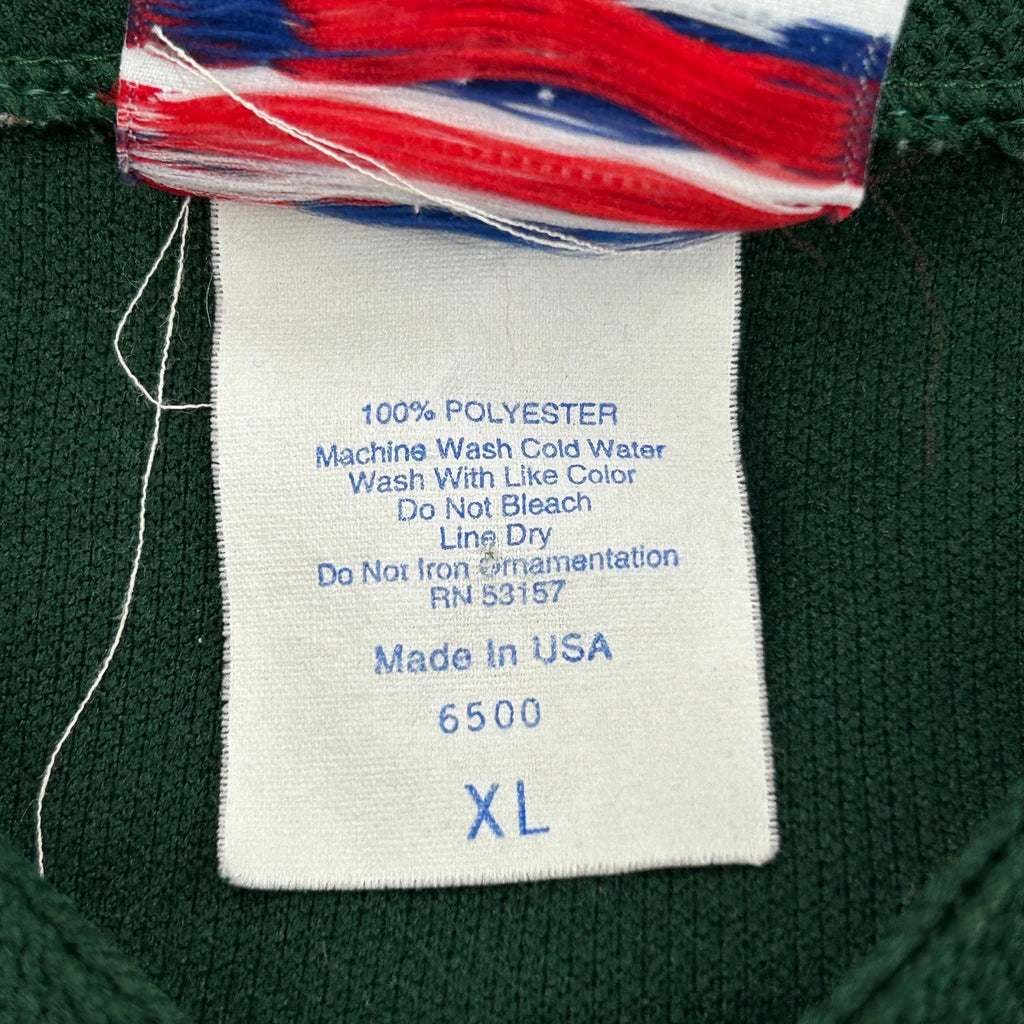 100% POLYESTER
Machine Wash Cold Water
Wash With Like Color
Do Not Bleach
Line Dry
Do Not Iron Ornamentation
RN 53157
Made In USA
6500
XL